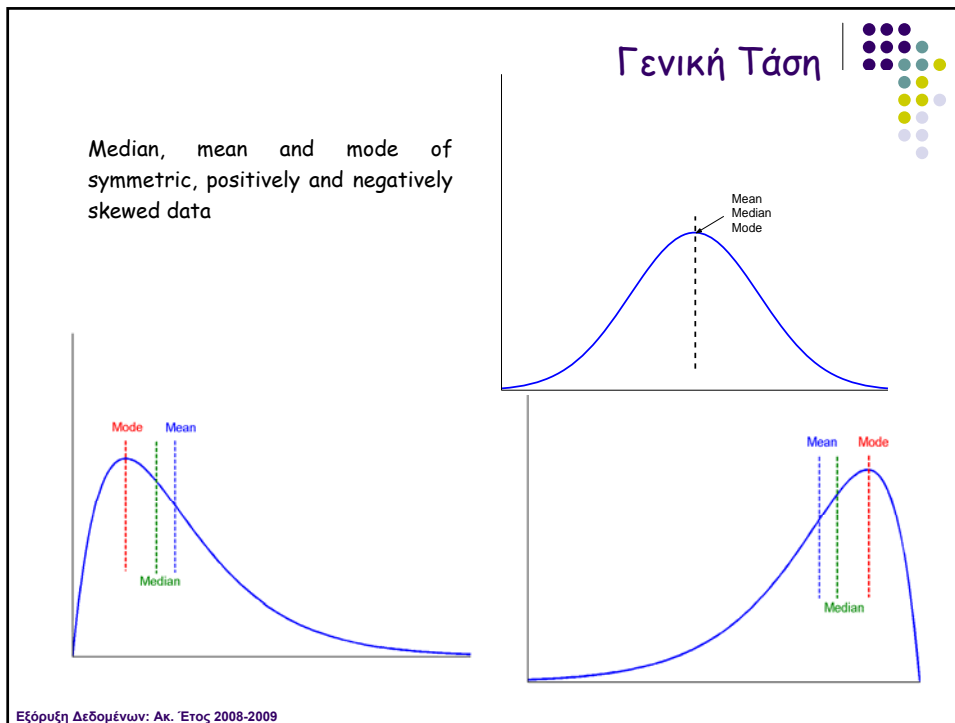 Γενική Τάση
Median, mean and mode of
symmetric, positively and negatively
skewed data
Mean
Median
Mode
Mode Mean
Median
Mean Mode
Median
Εξόρυξη Δεδομένων: Ακ. Έτος 2008-2009